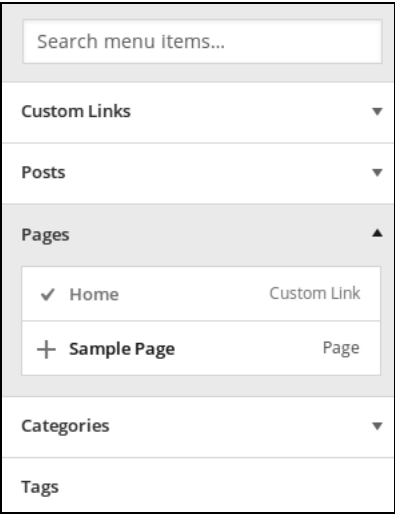 Search menu items...
Custom Links
Posts
Pages
Home Custom Link
Sample Page Page
Categories
Tags